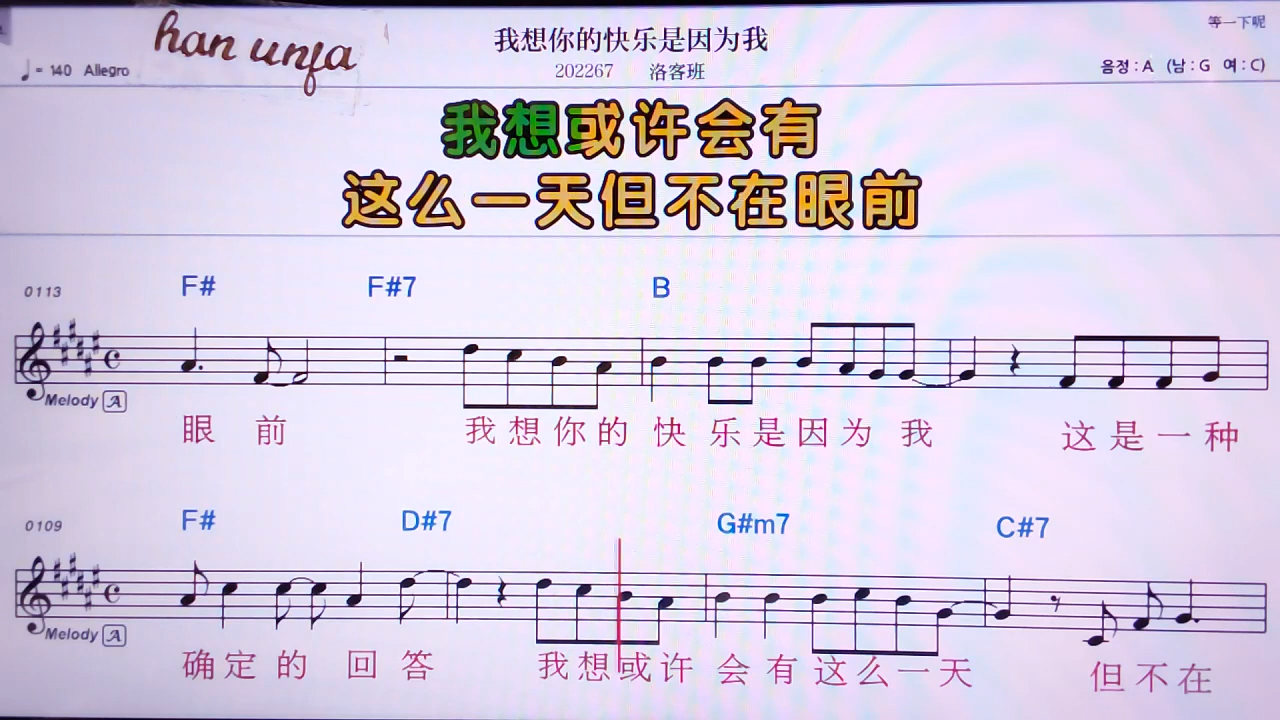 han unja
我想你的快乐是因为我
等一下呢
♩= 140 Allegro
202267 洛客班
음정 : A (남 : G 여 : C)
我想或许会有
这么一天但不在眼前
0113
F# F#7 B
Melody A
眼 前 我 想 你 的 快 乐 是 因 为 我 这 是 一 种
0109
F# D#7 G#m7 C#7
Melody A
确 定 的 回 答 我 想 或 许 会 有 这 么 一 天 但 不 在